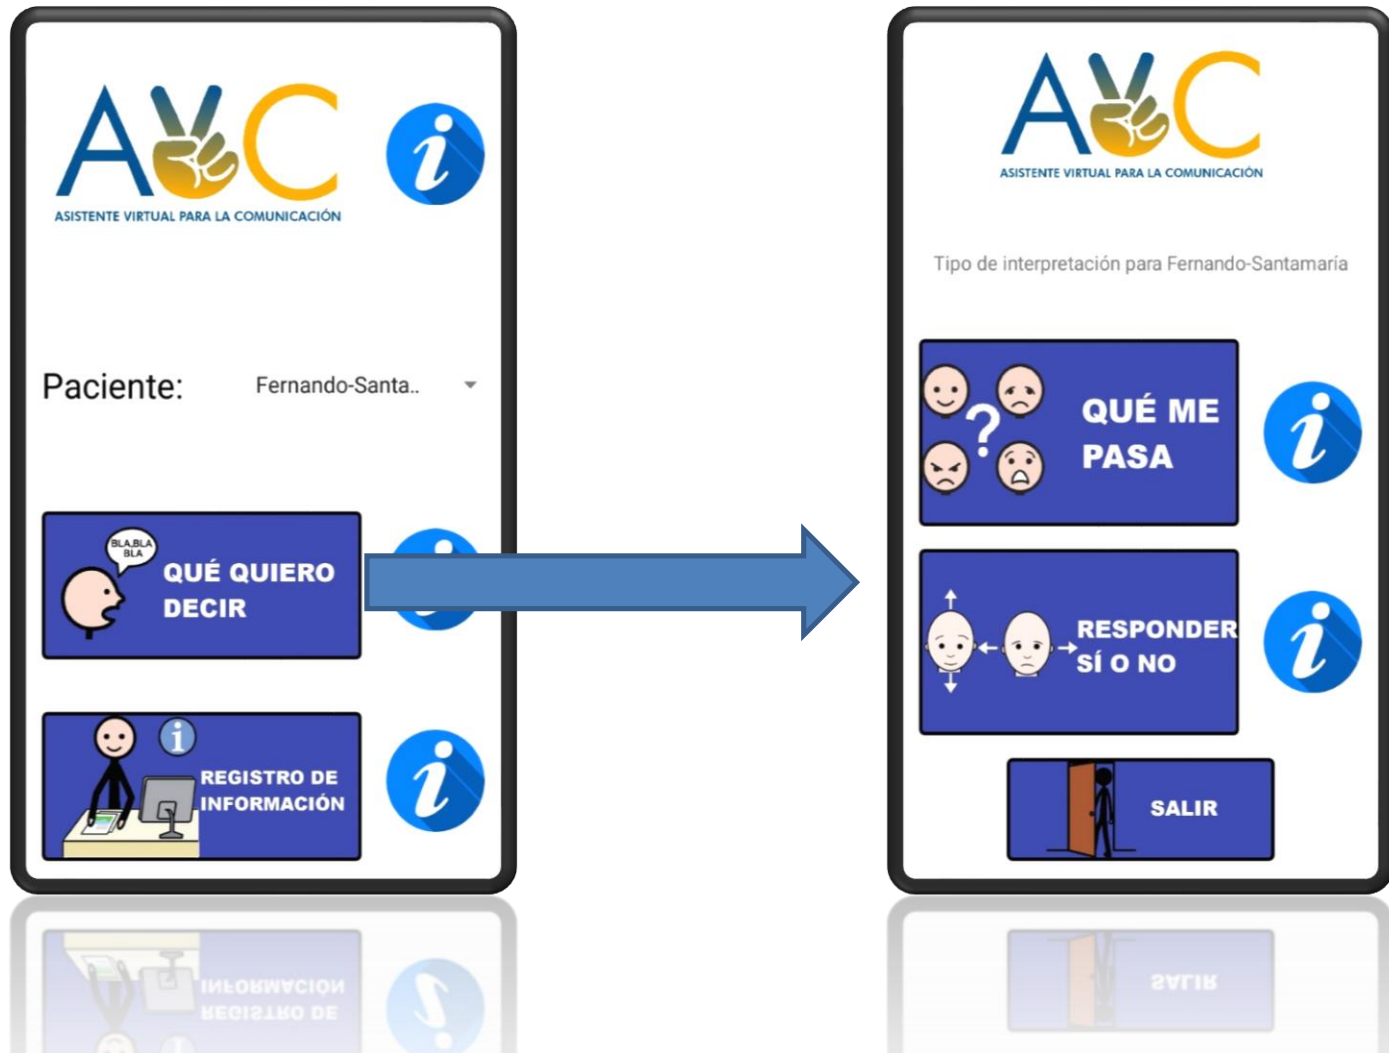 AVC
ASISTENTE VIRTUAL PARA LA COMUNICACIÓN
i
Paciente:
Fernando-Santa..
BLA,BLA
BLA
QUÉ QUIERO
DECIR
i
i
REGISTRO DE
INFORMACIÓN
i
AVC
ASISTENTE VIRTUAL PARA LA COMUNICACIÓN
Tipo de interpretación para Fernando-Santamaría
?
QUÉ ME
PASA
i
RESPONDER
SÍ O NO
i
SALIR